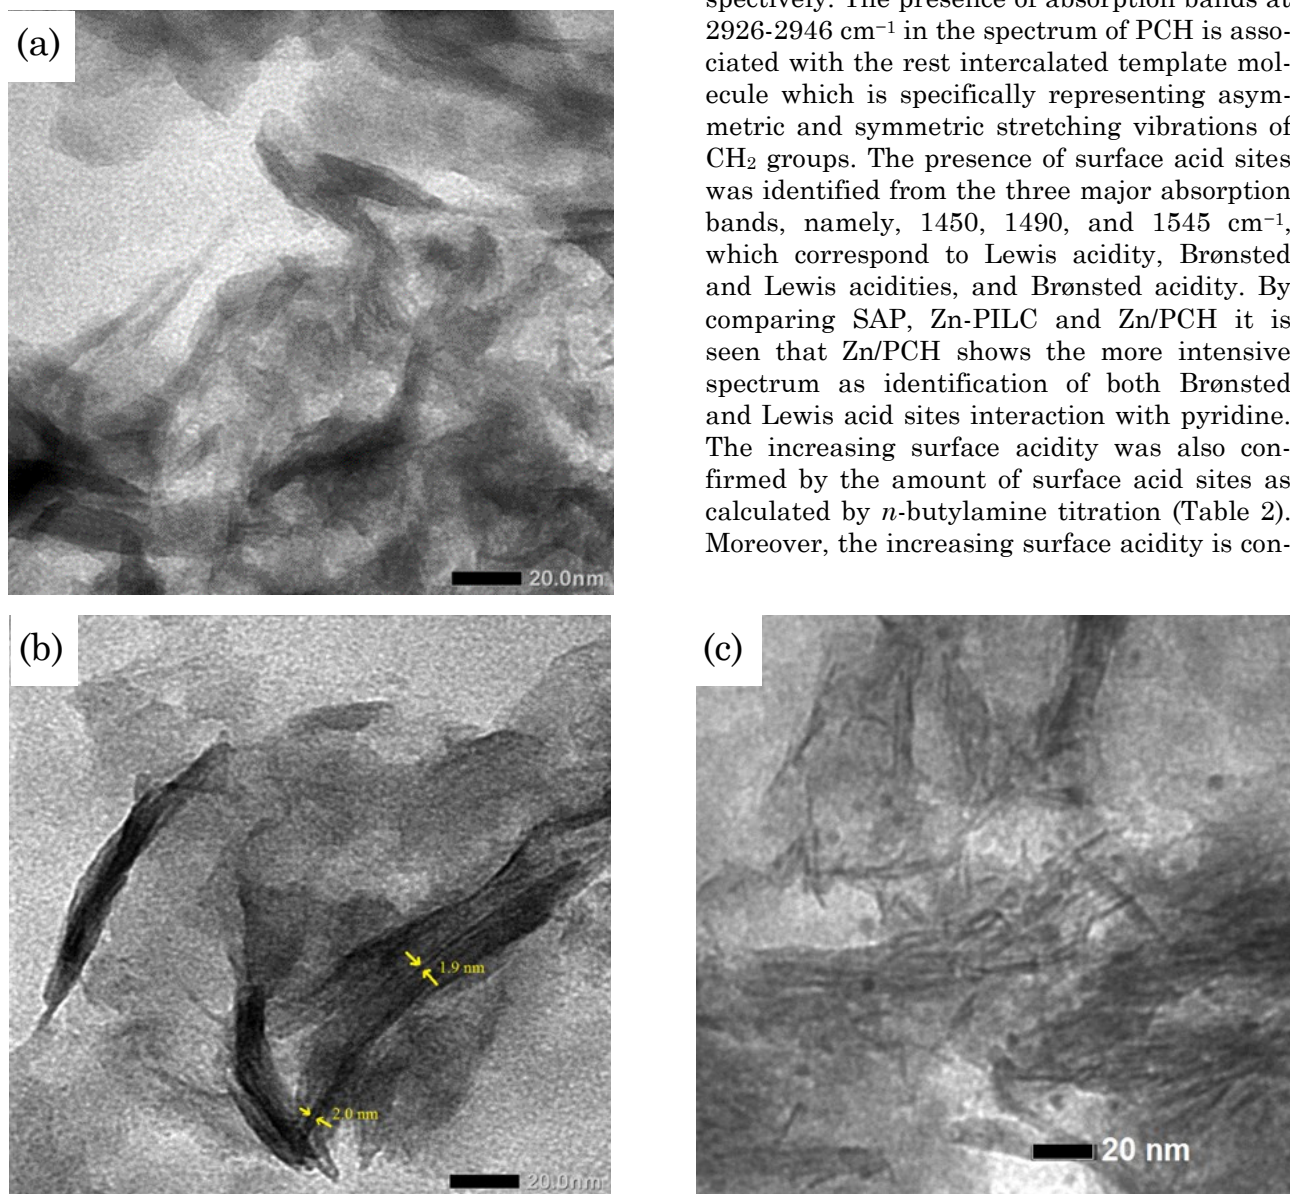 (a)
20.0nm
spectively. The presence of absorption bands at
2926-2946 cm⁻¹ in the spectrum of PCH is asso-
ciated with the rest intercalated template mol-
ecule which is specifically representing asym-
metric and symmetric stretching vibrations of
CH₂ groups. The presence of surface acid sites
was identified from the three major absorption
bands, namely, 1450, 1490, and 1545 cm⁻¹,
which correspond to Lewis acidity, Brønsted
and Lewis acidities, and Brønsted acidity. By
comparing SAP, Zn-PILC and Zn/PCH it is
seen that Zn/PCH shows the more intensive
spectrum as identification of both Brønsted
and Lewis acid sites interaction with pyridine.
The increasing surface acidity was also con-
firmed by the amount of surface acid sites as
calculated by n-butylamine titration (Table 2).
Moreover, the increasing surface acidity is con-
(b)
1.9 nm
2.0 nm
20.0nm
(c)
20 nm